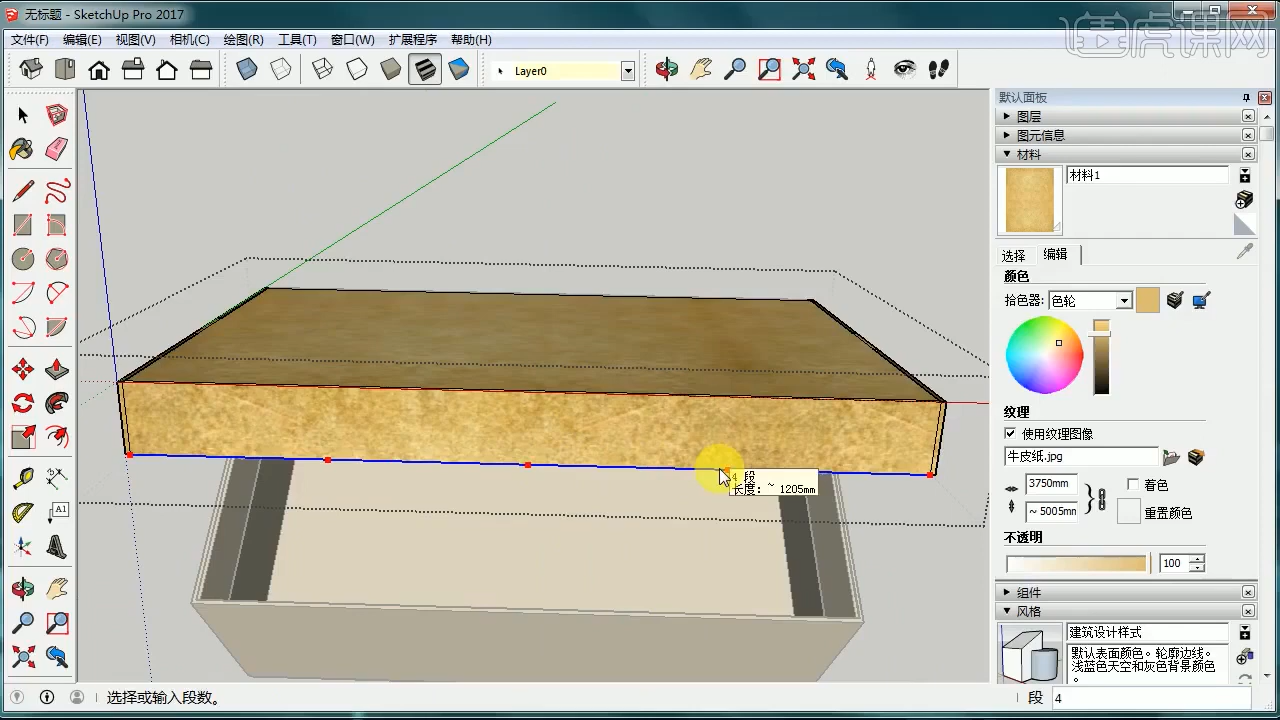 无标题 - SketchUp Pro 2017
虎课网
文件(F) 编辑(E) 视图(V) 相机(C) 绘图(R) 工具(T) 窗口(W) 扩展程序 帮助(H)
Layer0
默认面板
图层
图元信息
材料
材料1
选择 编辑
颜色
拾色器: 色轮
纹理
使用纹理图像
牛皮纸.jpg
3750mm 着色
~ 5005mm 重置颜色
不透明
100
4 段
长度: ~ 1205mm
A1
组件
风格
建筑设计样式
默认表面颜色。轮廓边线。
浅蓝色天空和灰色背景颜色
。
选择或输入段数。
段 4